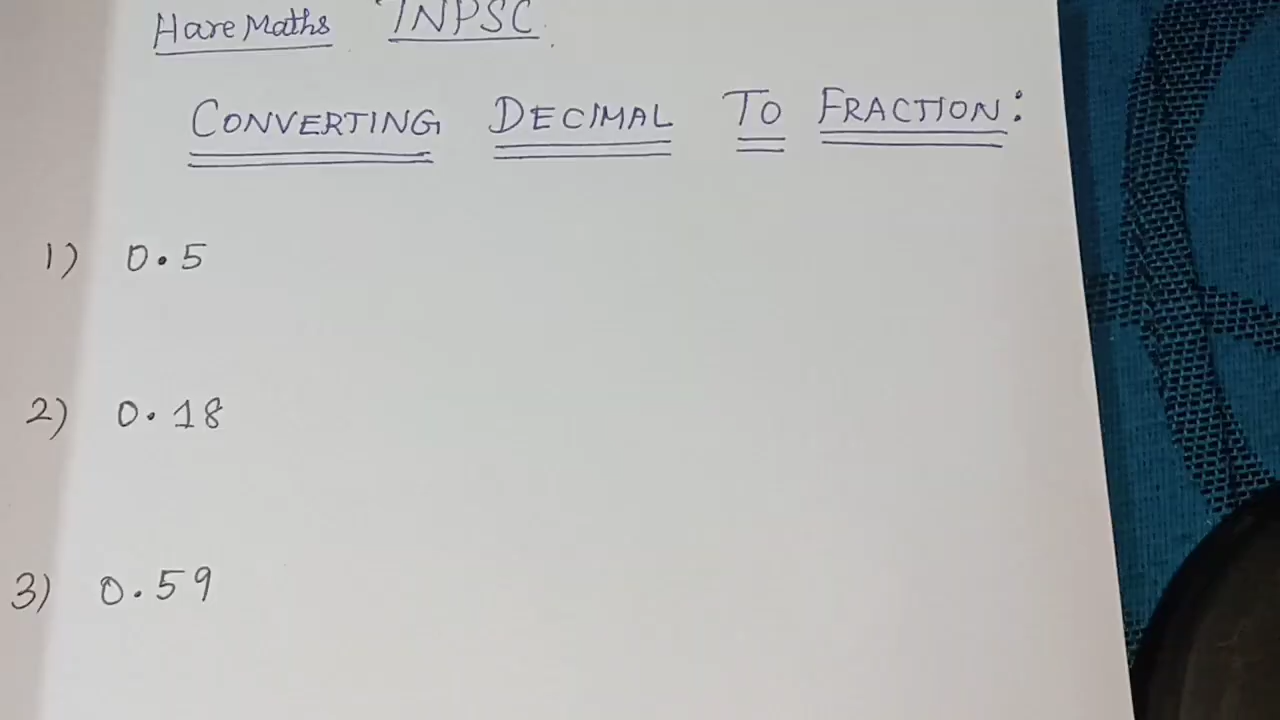 Hare Maths TNPSC
CONVERTING DECIMAL TO FRACTION:
1) 0.5
2) 0.18
3) 0.59